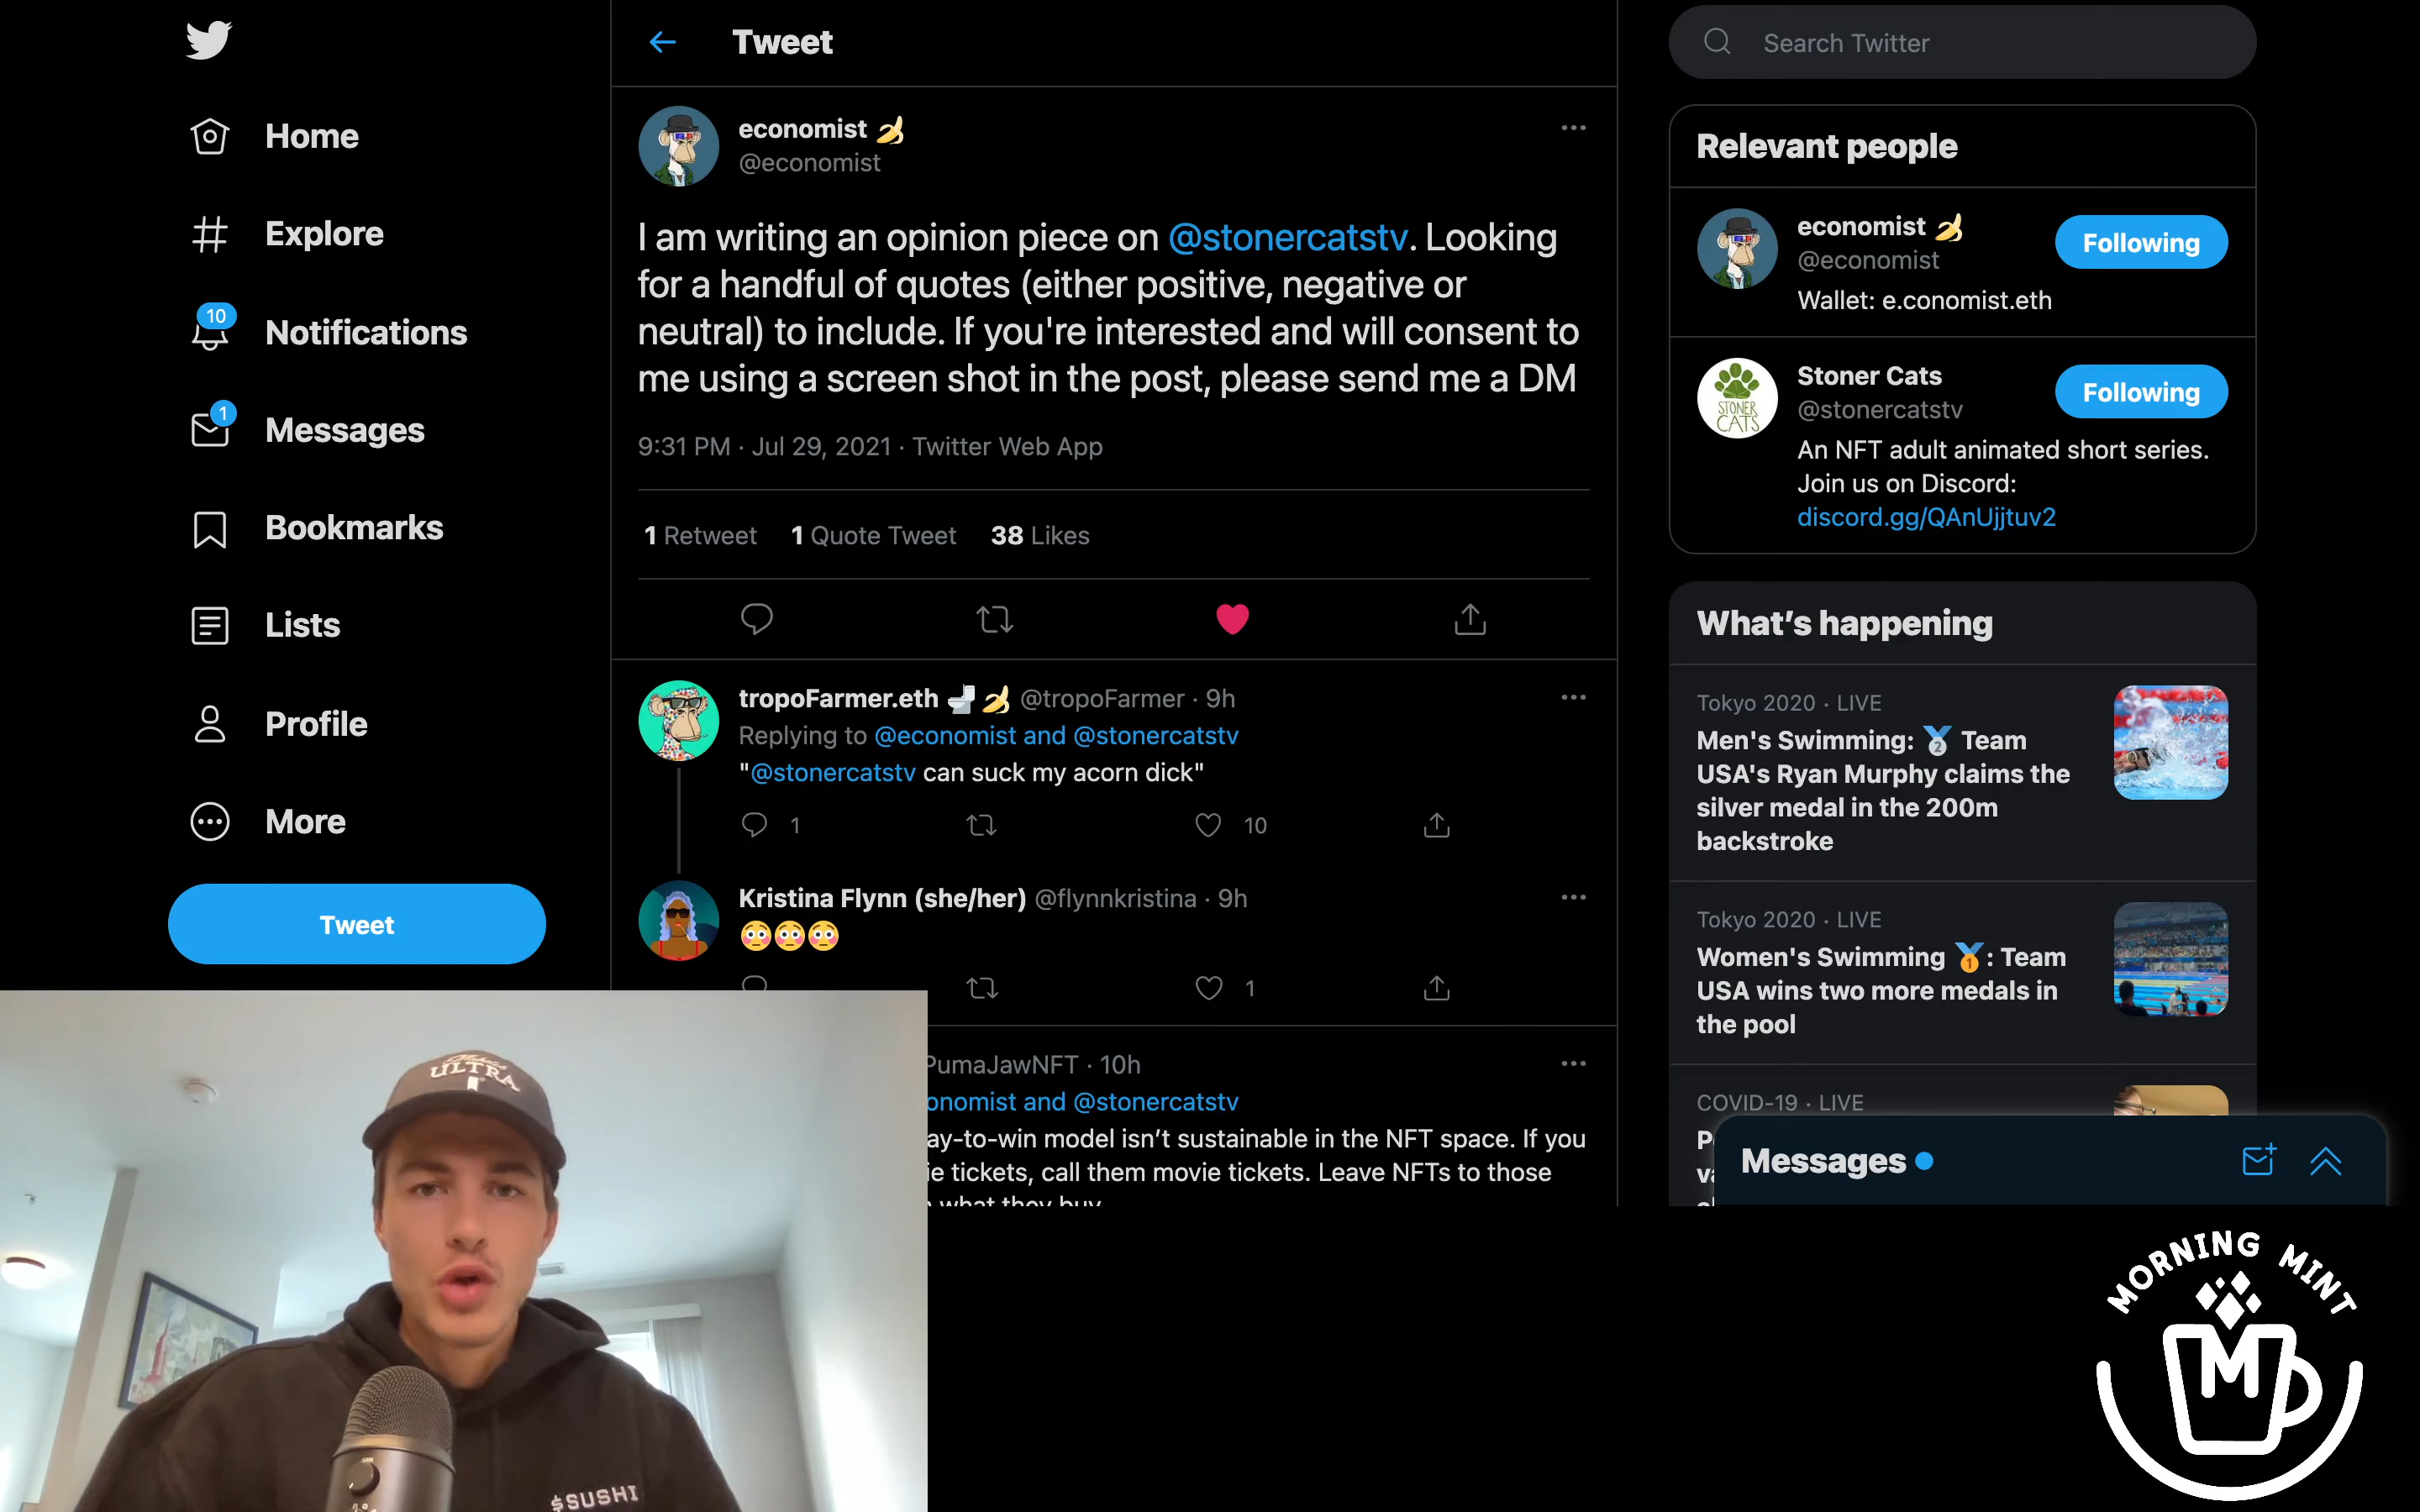 Home
Explore
10
Notifications
1
Messages
Bookmarks
Lists
Profile
More
Tweet
Tweet
economist 🍌
@economist
I am writing an opinion piece on @stonercatstv. Looking
for a handful of quotes (either positive, negative or
neutral) to include. If you're interested and will consent to
me using a screen shot in the post, please send me a DM
9:31 PM · Jul 29, 2021 · Twitter Web App
1 Retweet 1 Quote Tweet 38 Likes
tropoFarmer.eth 🚽 🍌 @tropoFarmer · 9h
Replying to @economist and @stonercatstv
"@stonercatstv can suck my acorn dick"
1 10
Kristina Flynn (she/her) @flynnkristina · 9h
😳😳😳
1
PumaJawNFT · 10h
onomist and @stonercatstv
ay-to-win model isn’t sustainable in the NFT space. If you
ie tickets, call them movie tickets. Leave NFTs to those
what they buy
Search Twitter
Relevant people
economist 🍌
@economist
Following
Wallet: e.conomist.eth
Stoner Cats
@stonercatstv
Following
STONER
CATS
An NFT adult animated short series.
Join us on Discord:
discord.gg/QAnUjjtuv2
What’s happening
Tokyo 2020 · LIVE
Men's Swimming: 🥈 Team
USA's Ryan Murphy claims the
silver medal in the 200m
backstroke
Tokyo 2020 · LIVE
Women's Swimming 🥇: Team
USA wins two more medals in
the pool
COVID-19 · LIVE
Messages
ULTRA
$SUSHI
MORNING MINT
M